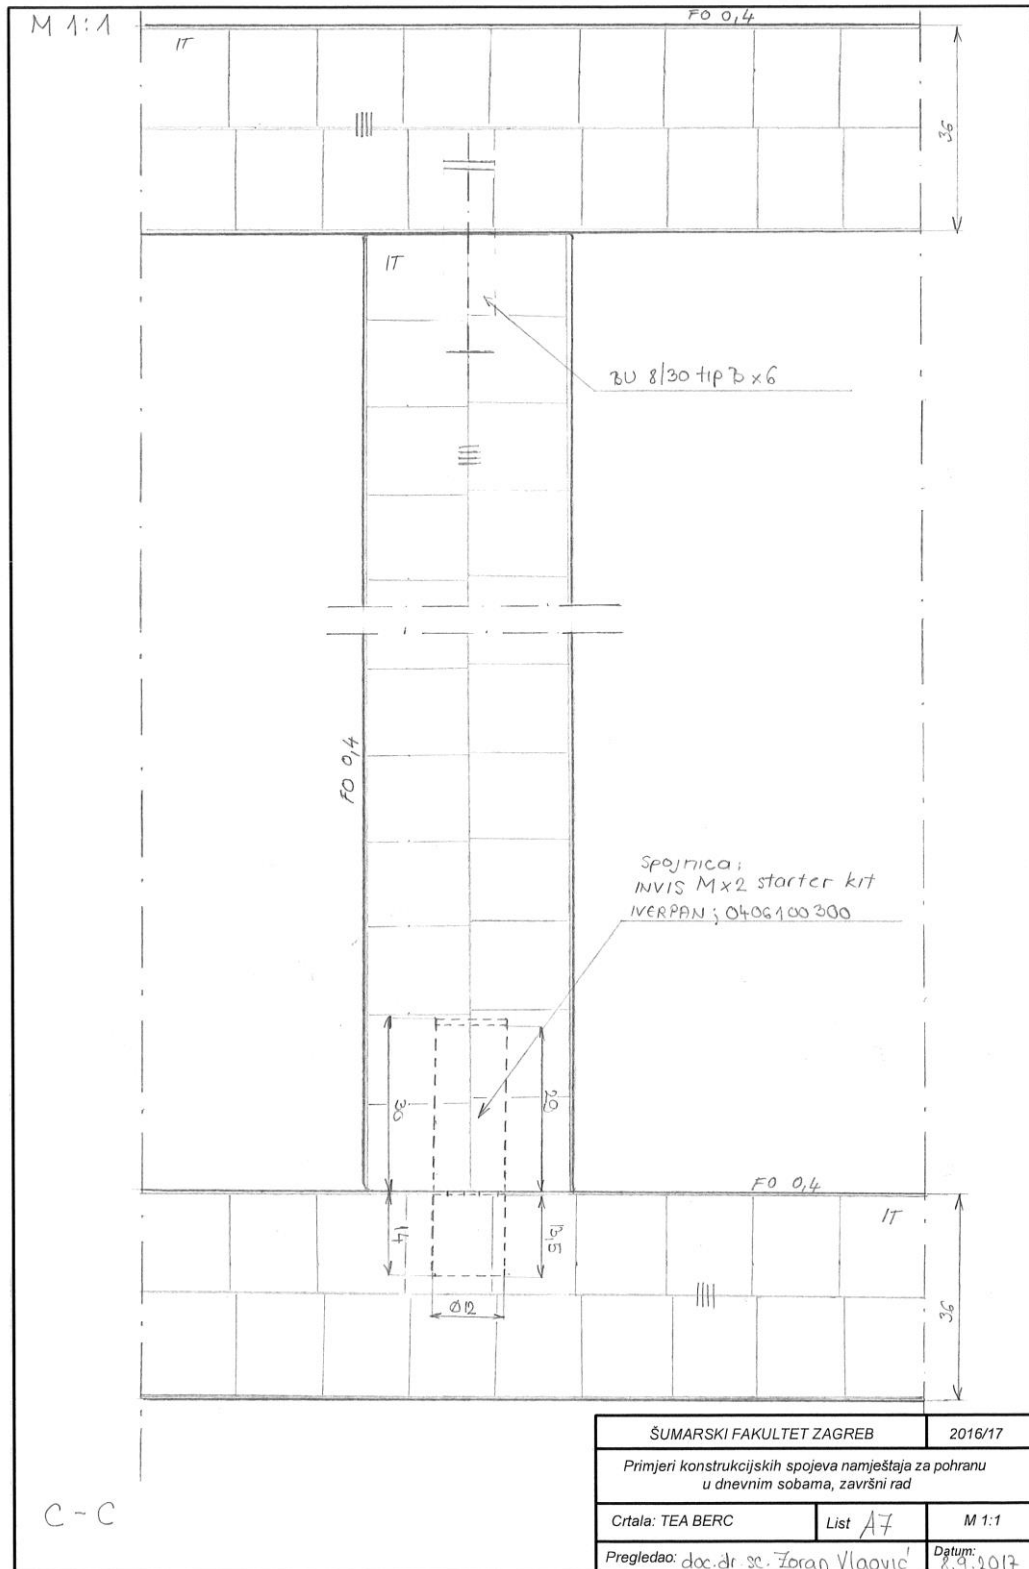 M 1:1
FO 0,4
IT
36
IT
BU 8/30 tip B x6
FO 0,4
Spojnica:
INVIS Mx2 starter kit
IVERPAN; 0406100300
30
29
FO 0,4
IT
14
13,5
Ø12
36
C - C
ŠUMARSKI FAKULTET ZAGREB 2016/17
Primjeri konstrukcijskih spojeva namještaja za pohranu
u dnevnim sobama, završni rad
Crtala: TEA BERC List A7 M 1:1
Pregledao: doc.dr.sc. Zoran Vlaović Datum: 8.9.2017